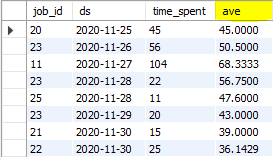 job_id ds time_spent ave
20 2020-11-25 45 45.0000
23 2020-11-26 56 50.5000
11 2020-11-27 104 68.3333
23 2020-11-28 22 56.7500
25 2020-11-28 11 47.6000
23 2020-11-29 20 43.0000
21 2020-11-30 15 39.0000
22 2020-11-30 25 36.1429